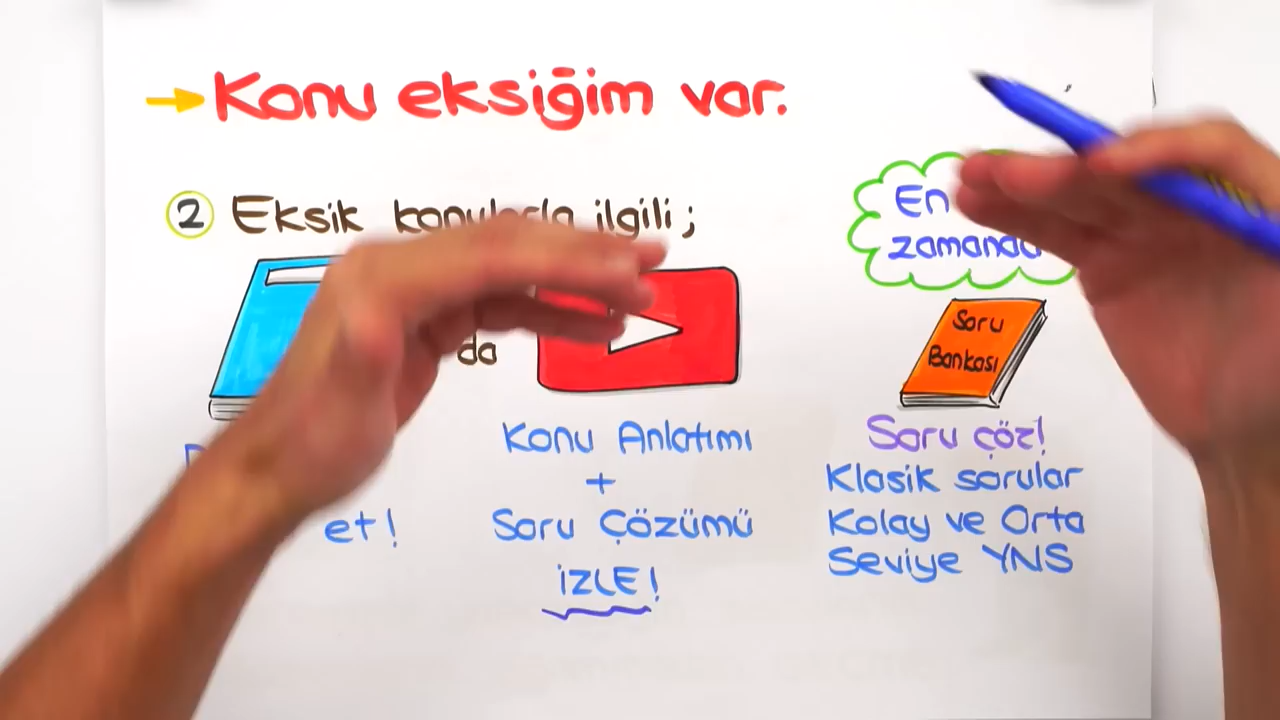 Konu eksiğim var.
2 Eksik konularla ilgili;
En
zamanda
da
Soru
Bankası
et!
Konu Anlatımı
+
Soru Çözümü
İZLE!
Soru çöz!
Klasik sorular
Kolay ve Orta
Seviye YNS